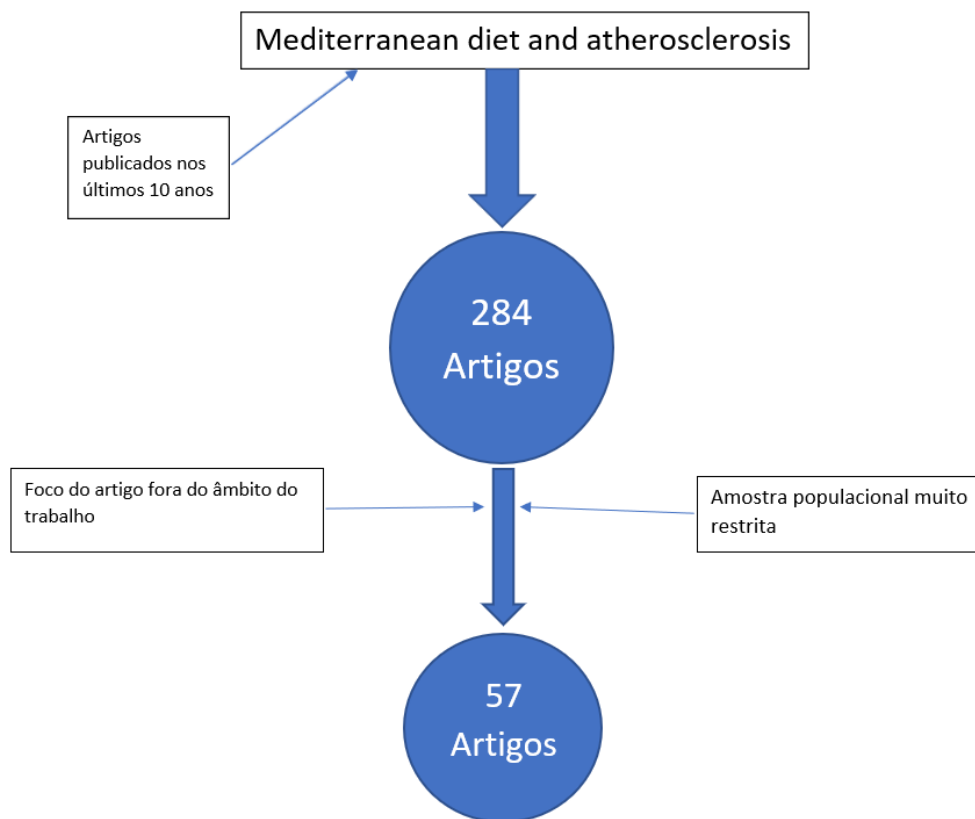 Mediterranean diet and atherosclerosis
Artigos
publicados nos
últimos 10 anos
284
Artigos
Foco do artigo fora do âmbito do
trabalho
Amostra populacional muito
restrita
57
Artigos